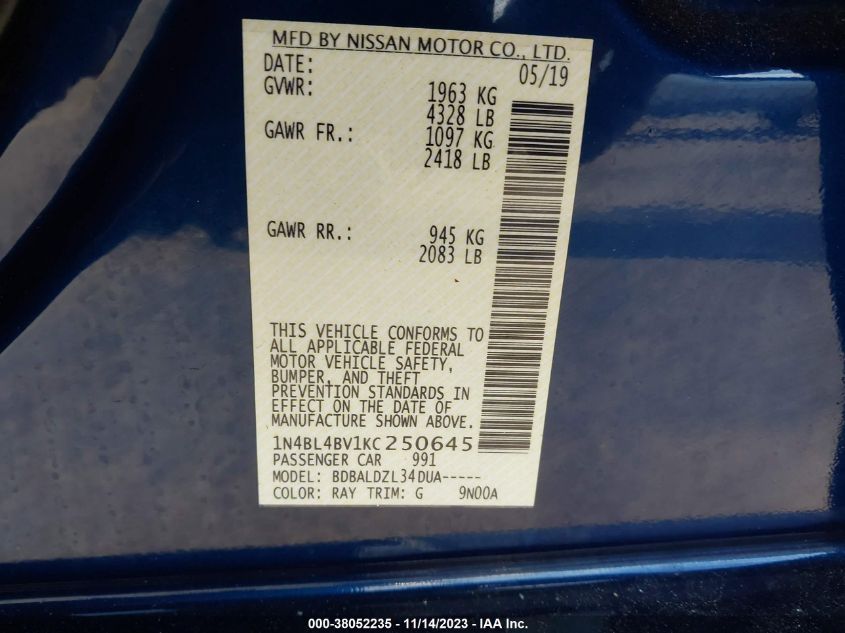 MFD BY NISSAN MOTOR CO., LTD.
DATE: 05/19
GVWR: 1963 KG
4328 LB
GAWR FR.: 1097 KG
2418 LB
GAWR RR.: 945 KG
2083 LB
THIS VEHICLE CONFORMS TO
ALL APPLICABLE FEDERAL
MOTOR VEHICLE SAFETY,
BUMPER, AND THEFT
PREVENTION STANDARDS IN
EFFECT ON THE DATE OF
MANUFACTURE SHOWN ABOVE.
1N4BL4BV1KC250645
PASSENGER CAR 991
MODEL: BDBALDZL34DUA-----
COLOR: RAY TRIM: G 9N00A
000-38052235 - 11/14/2023 - IAA Inc.